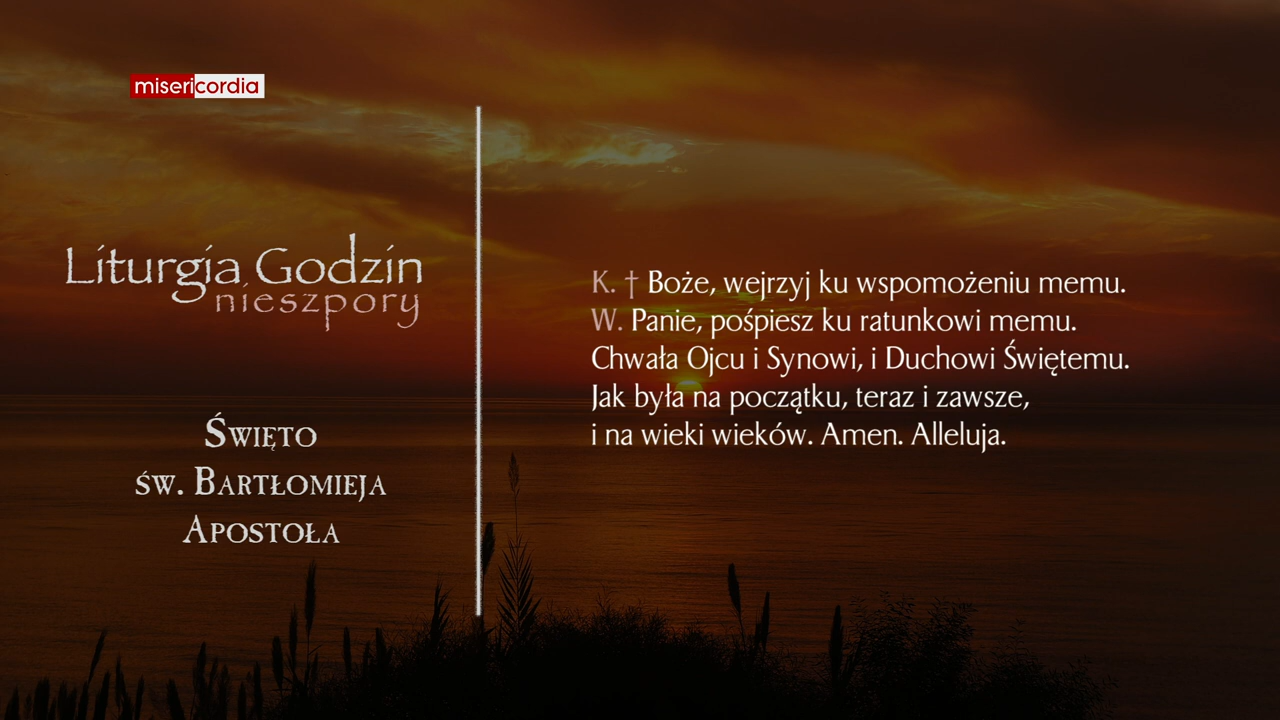 misericordia
Liturgia Godzin
nieszpory
Święto
św. Bartłomieja
Apostoła
K. † Boże, wejrzyj ku wspomożeniu memu.
W. Panie, pośpiesz ku ratunkowi memu.
Chwała Ojcu i Synowi, i Duchowi Świętemu.
Jak była na początku, teraz i zawsze,
i na wieki wieków. Amen. Alleluja.